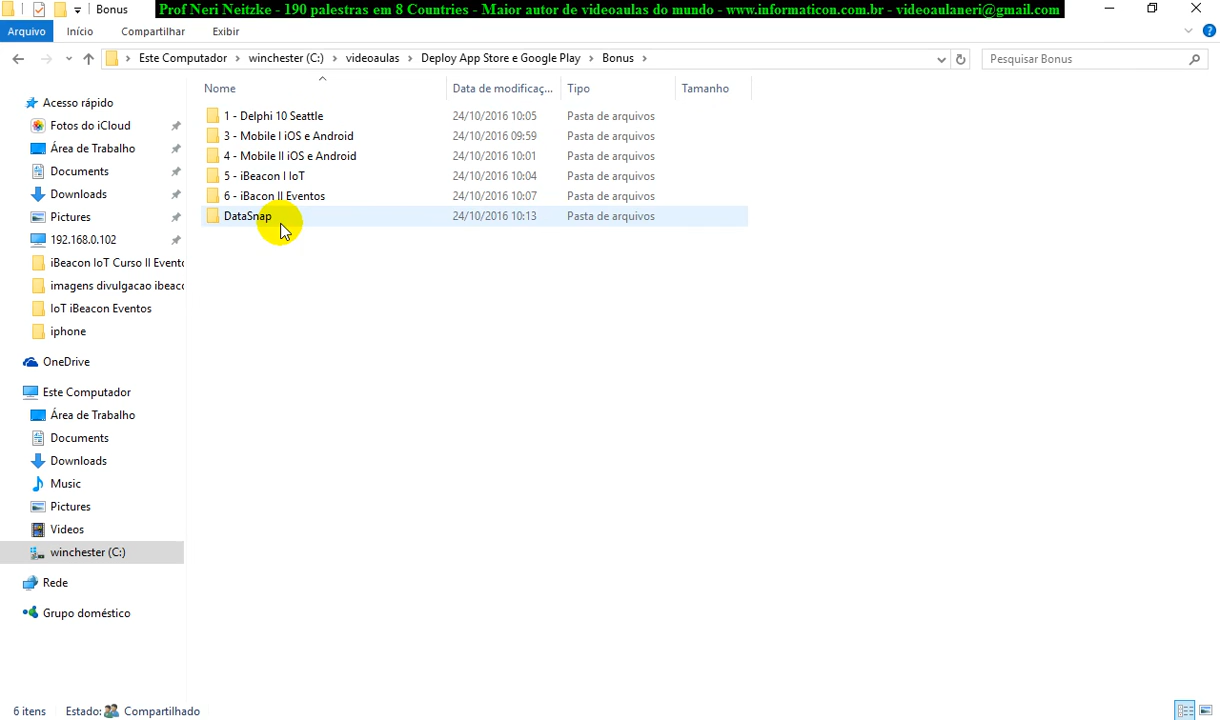 Bonus
Prof Neri Neitzke - 190 palestras em 8 Countries - Maior autor de videoaulas do mundo - www.informaticon.com.br - videoaulaneri@gmail.com
Arquivo Início Compartilhar Exibir
Este Computador winchester (C:) videoaulas Deploy App Store e Google Play Bonus
Pesquisar Bonus
Nome Data de modificaç... Tipo Tamanho
1 - Delphi 10 Seattle 24/10/2016 10:05 Pasta de arquivos
3 - Mobile I iOS e Android 24/10/2016 09:59 Pasta de arquivos
4 - Mobile II iOS e Android 24/10/2016 10:01 Pasta de arquivos
5 - iBeacon I IoT 24/10/2016 10:04 Pasta de arquivos
6 - iBacon II Eventos 24/10/2016 10:07 Pasta de arquivos
DataSnap 24/10/2016 10:13 Pasta de arquivos
Acesso rápido
Fotos do iCloud
Área de Trabalho
Documents
Downloads
Pictures
192.168.0.102
iBeacon IoT Curso II Evento
imagens divulgacao ibeaco
IoT iBeacon Eventos
iphone
OneDrive
Este Computador
Área de Trabalho
Documents
Downloads
Music
Pictures
Videos
winchester (C:)
Rede
Grupo doméstico
6 itens Estado: Compartilhado